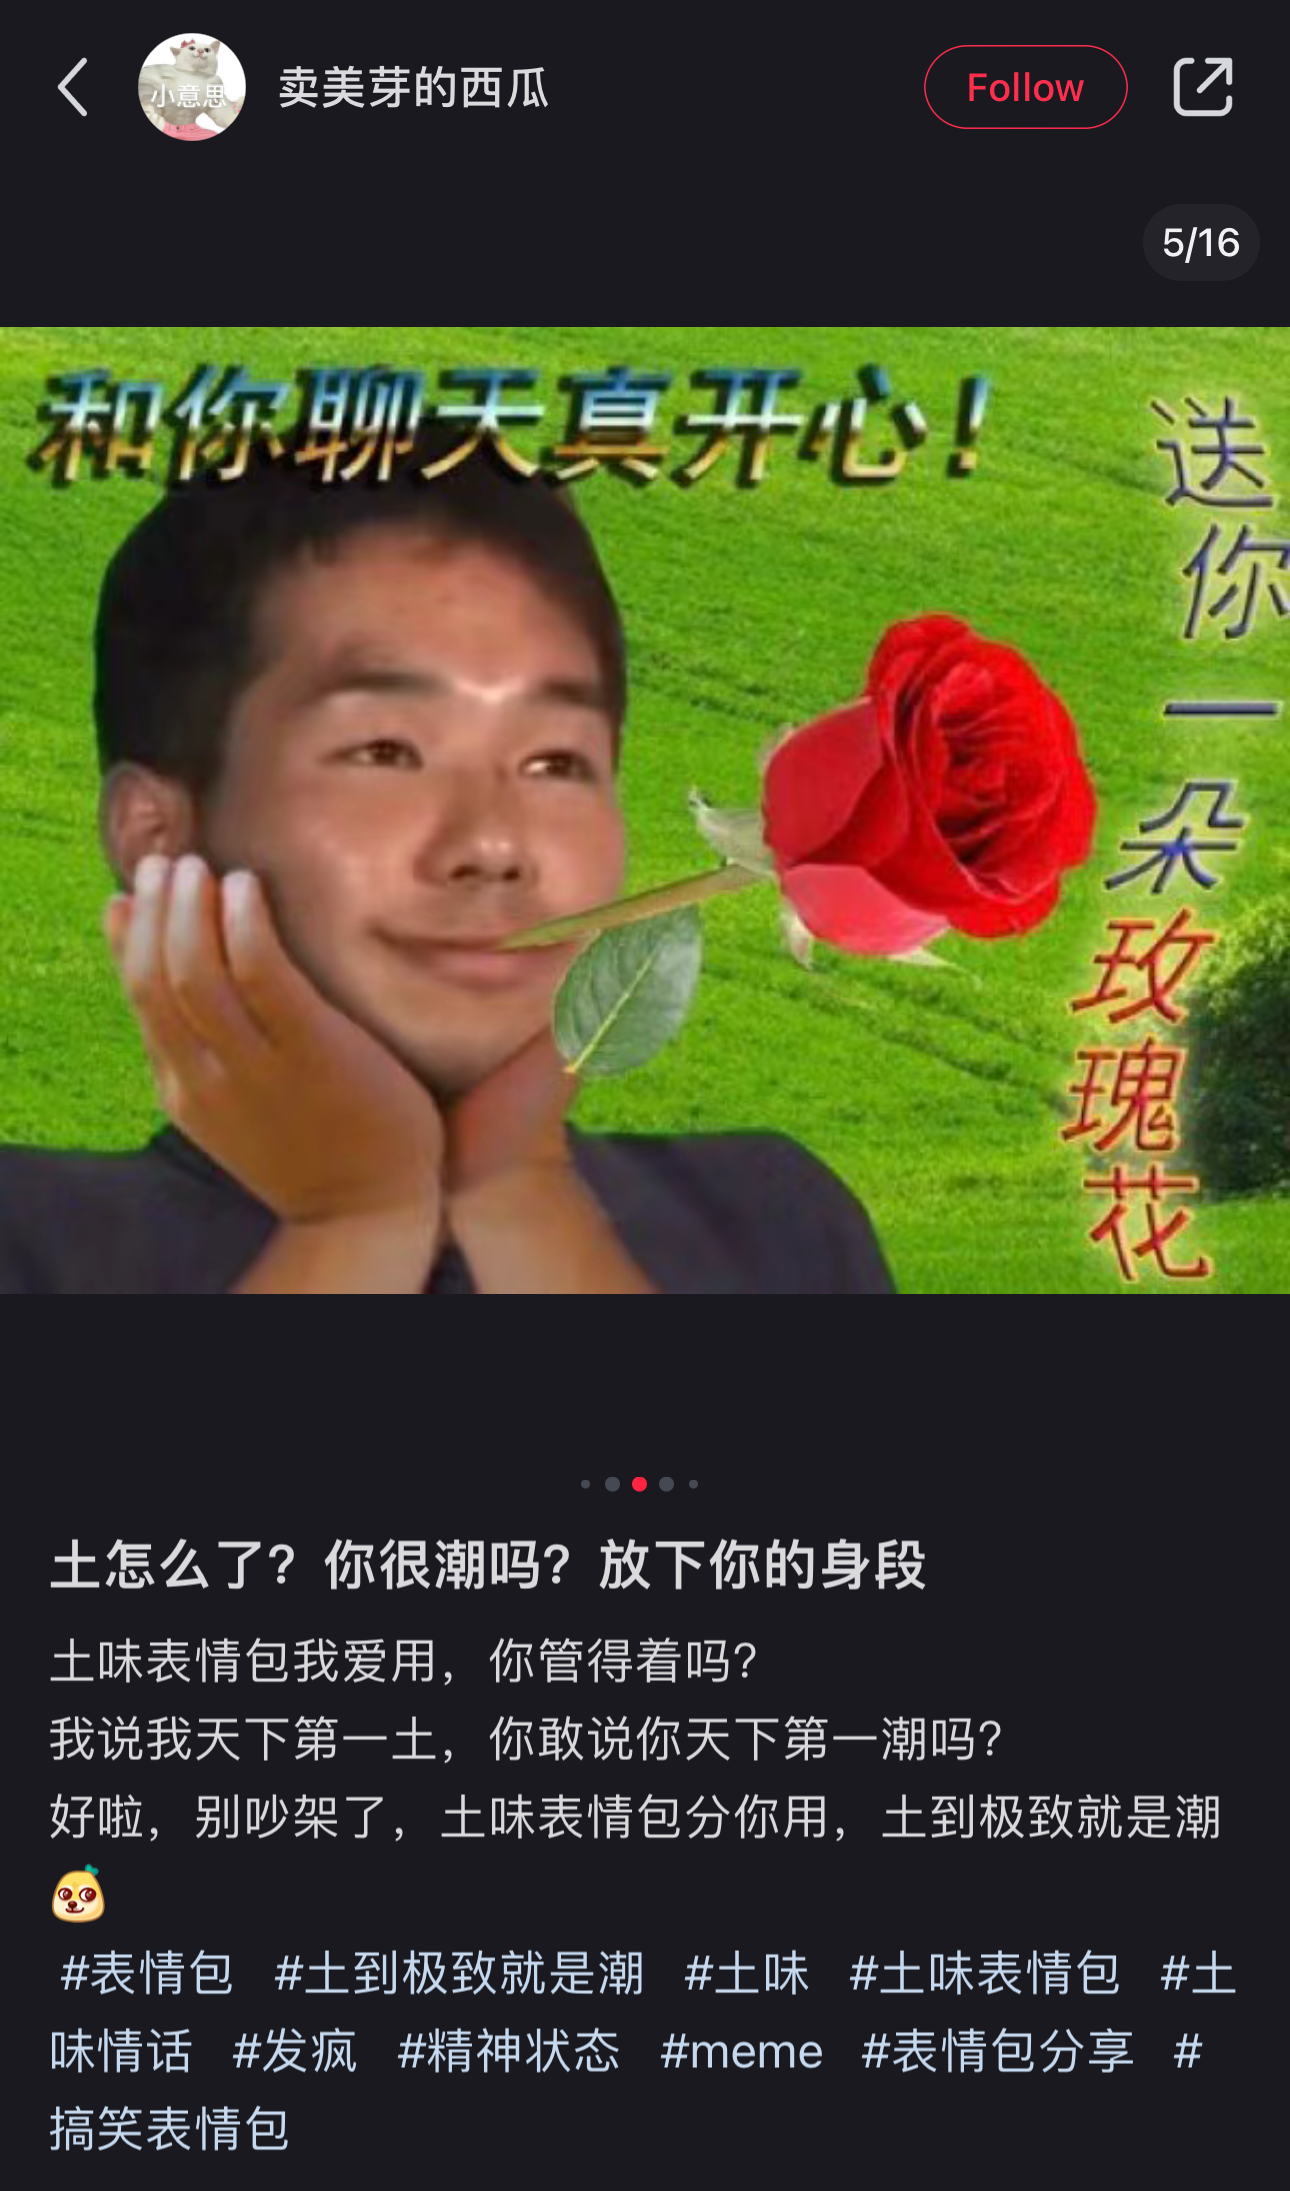 小意思
卖美芽的西瓜
Follow
5/16
和你聊天真开心！
送你一朵玫瑰花
土怎么了？你很潮吗？放下你的身段
土味表情包我爱用，你管得着吗？
我说我天下第一土，你敢说你天下第一潮吗？
好啦，别吵架了，土味表情包分你用，土到极致就是潮
#表情包 #土到极致就是潮 #土味 #土味表情包 #土
味情话 #发疯 #精神状态 #meme #表情包分享 #
搞笑表情包